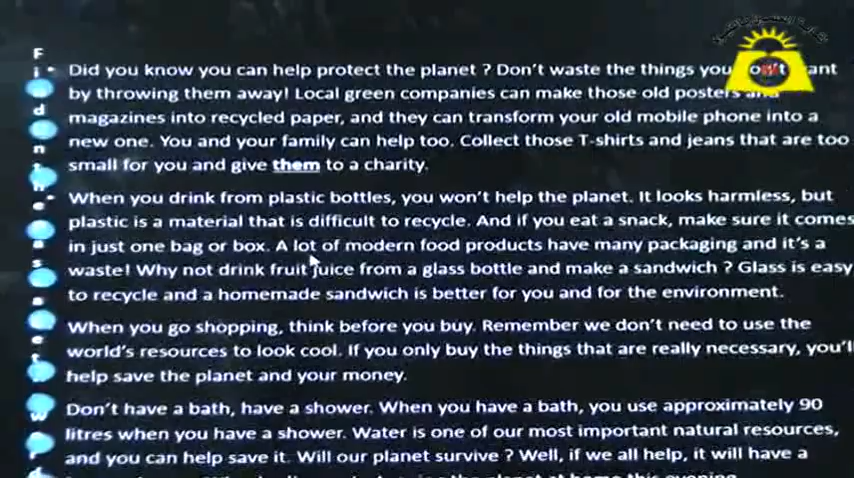 Did you know you can help protect the planet ? Don't waste the things you don't want
by throwing them away! Local green companies can make those old posters and
magazines into recycled paper, and they can transform your old mobile phone into a
new one. You and your family can help too. Collect those T-shirts and jeans that are too
small for you and give them to a charity.
When you drink from plastic bottles, you won't help the planet. It looks harmless, but
plastic is a material that is difficult to recycle. And if you eat a snack, make sure it comes
in just one bag or box. A lot of modern food products have many packaging and it's a
waste! Why not drink fruit juice from a glass bottle and make a sandwich ? Glass is easy
to recycle and a homemade sandwich is better for you and for the environment.
When you go shopping, think before you buy. Remember we don't need to use the
world's resources to look cool. If you only buy the things that are really necessary, you'll
help save the planet and your money.
Don't have a bath, have a shower. When you have a bath, you use approximately 90
litres when you have a shower. Water is one of our most important natural resources,
and you can help save it. Will our planet survive ? Well, if we all help, it will have a